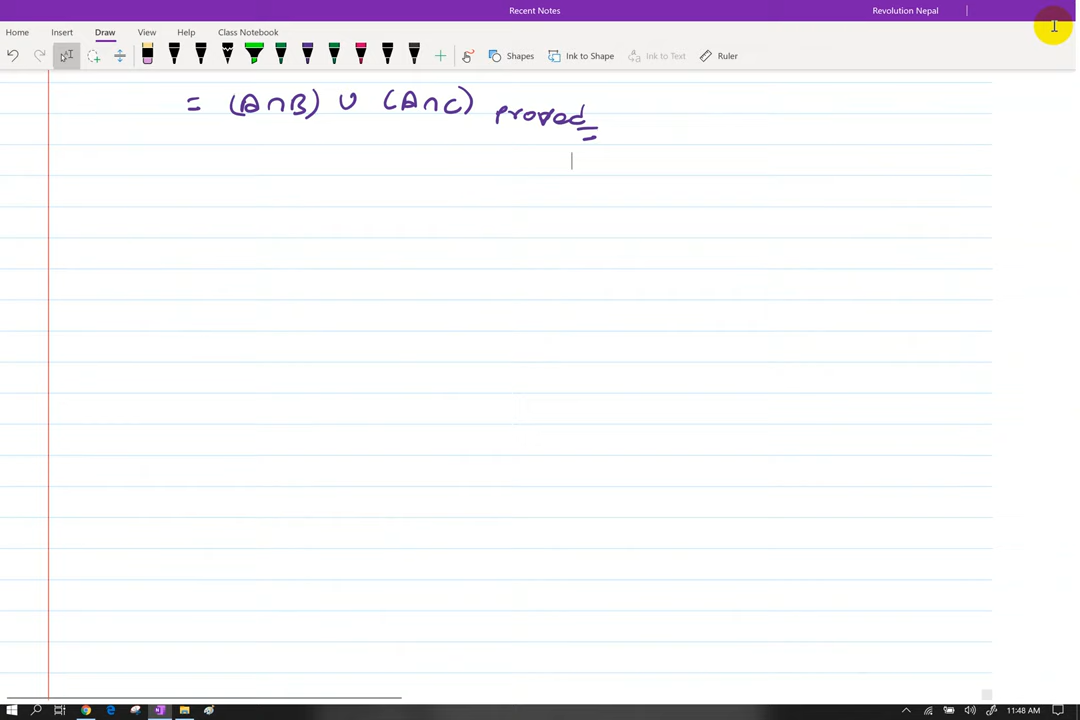 Recent Notes
Revolution Nepal
Home Insert Draw View Help Class Notebook
Shapes Ink to Shape Ink to Text Ruler
= (A∩B) ∪ (A∩C) proved
11:48 AM